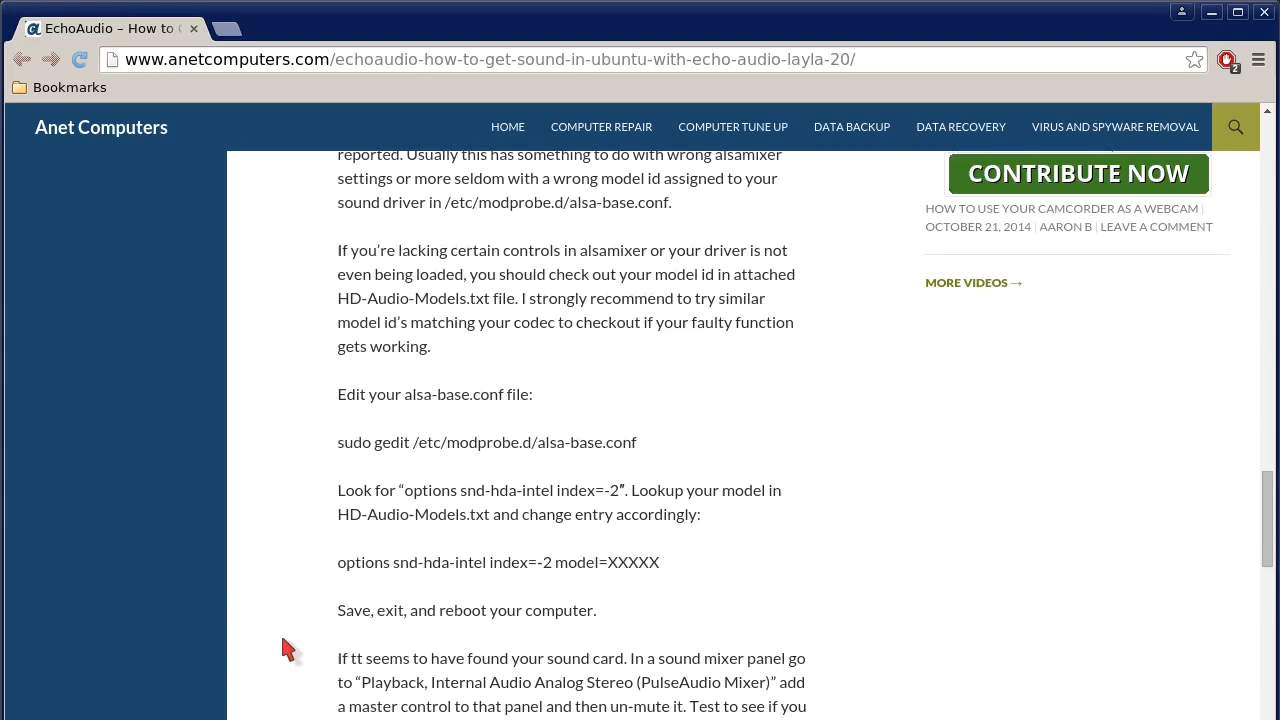 EchoAudio – How to
www.anetcomputers.com/echoaudio-how-to-get-sound-in-ubuntu-with-echo-audio-layla-20/
2
Bookmarks
Anet Computers
HOME
COMPUTER REPAIR
COMPUTER TUNE UP
DATA BACKUP
DATA RECOVERY
VIRUS AND SPYWARE REMOVAL
reported. Usually this has something to do with wrong alsamixer
settings or more seldom with a wrong model id assigned to your
sound driver in /etc/modprobe.d/alsa-base.conf.
If you’re lacking certain controls in alsamixer or your driver is not
even being loaded, you should check out your model id in attached
HD-Audio-Models.txt file. I strongly recommend to try similar
model id’s matching your codec to checkout if your faulty function
gets working.
Edit your alsa-base.conf file:
sudo gedit /etc/modprobe.d/alsa-base.conf
Look for “options snd-hda-intel index=-2″. Lookup your model in
HD-Audio-Models.txt and change entry accordingly:
options snd-hda-intel index=-2 model=XXXXX
Save, exit, and reboot your computer.
If tt seems to have found your sound card. In a sound mixer panel go
to “Playback, Internal Audio Analog Stereo (PulseAudio Mixer)” add
a master control to that panel and then un-mute it. Test to see if you
CONTRIBUTE NOW
HOW TO USE YOUR CAMCORDER AS A WEBCAM
OCTOBER 21, 2014 | AARON B | LEAVE A COMMENT
MORE VIDEOS →